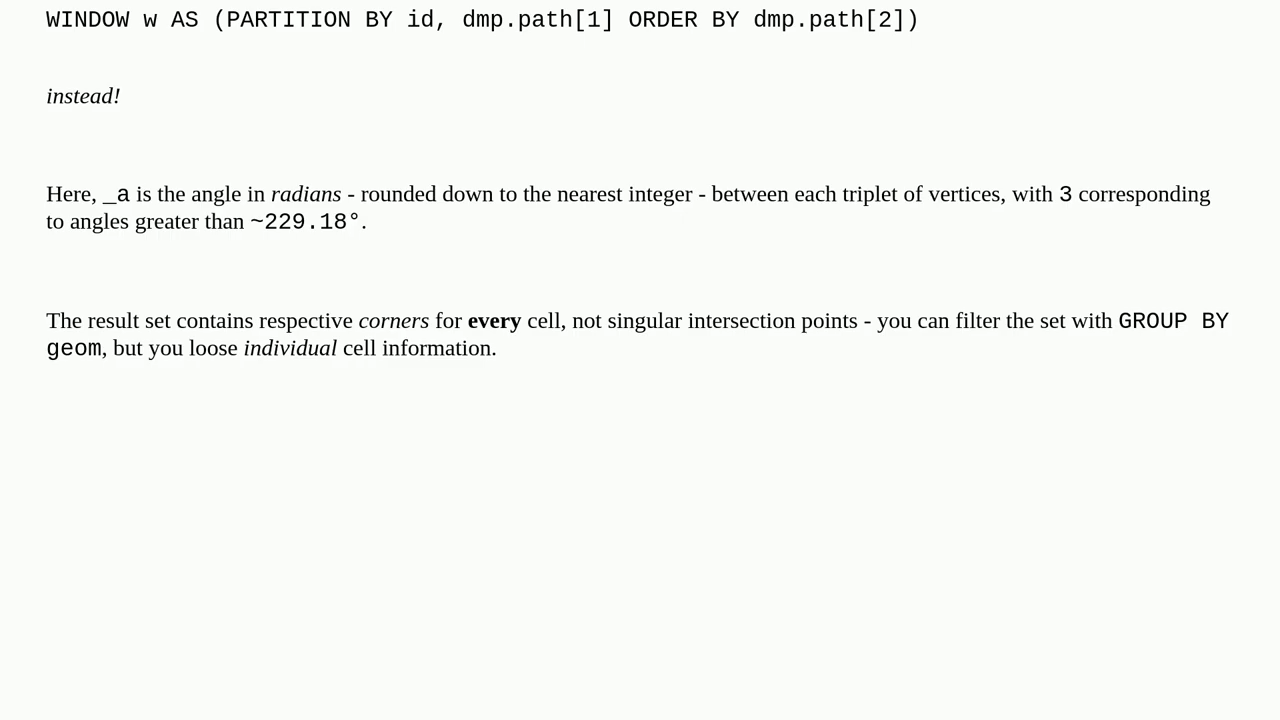 WINDOW w AS (PARTITION BY id, dmp.path[1] ORDER BY dmp.path[2])
instead!
Here, _a is the angle in radians - rounded down to the nearest integer - between each triplet of vertices, with 3 corresponding
to angles greater than ~229.18°.
The result set contains respective corners for every cell, not singular intersection points - you can filter the set with GROUP BY
geom, but you loose individual cell information.